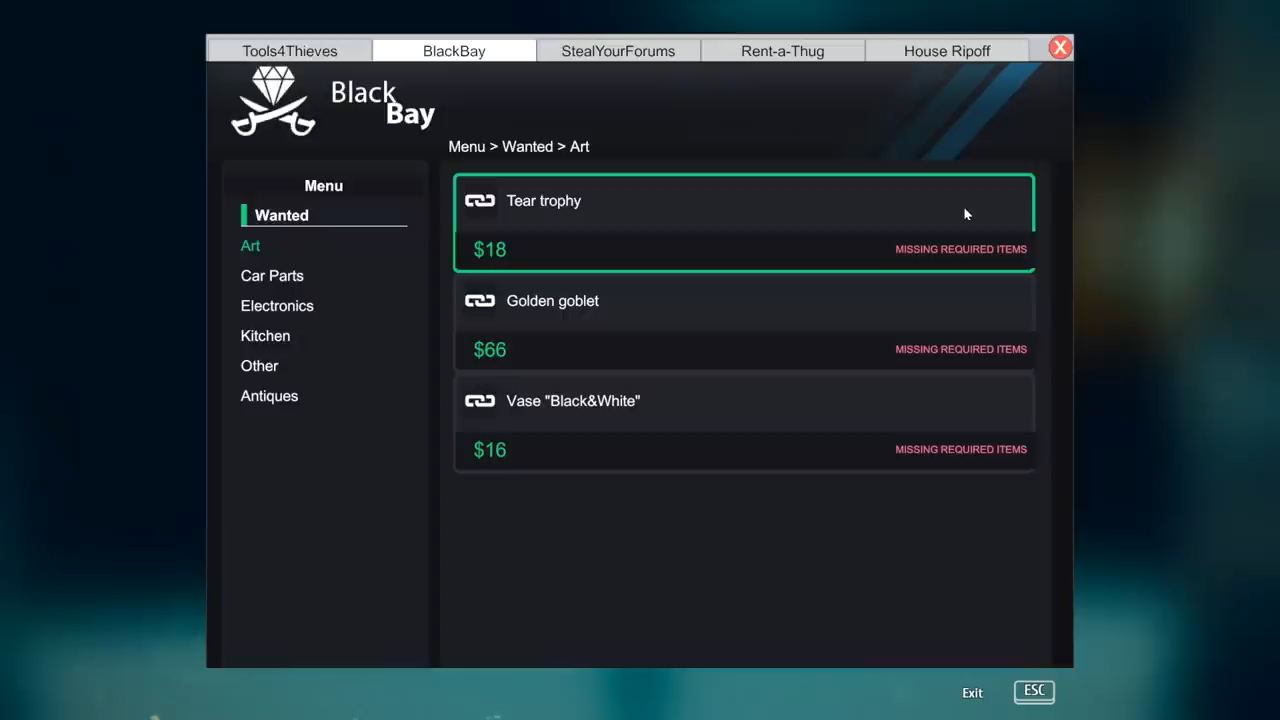 Tools4Thieves BlackBay StealYourForums Rent-a-Thug House Ripoff X
Black
Bay
Menu > Wanted > Art
Menu
Wanted
Art
Car Parts
Electronics
Kitchen
Other
Antiques
Tear trophy
$18 MISSING REQUIRED ITEMS
Golden goblet
$66 MISSING REQUIRED ITEMS
Vase "Black&White"
$16 MISSING REQUIRED ITEMS
Exit ESC